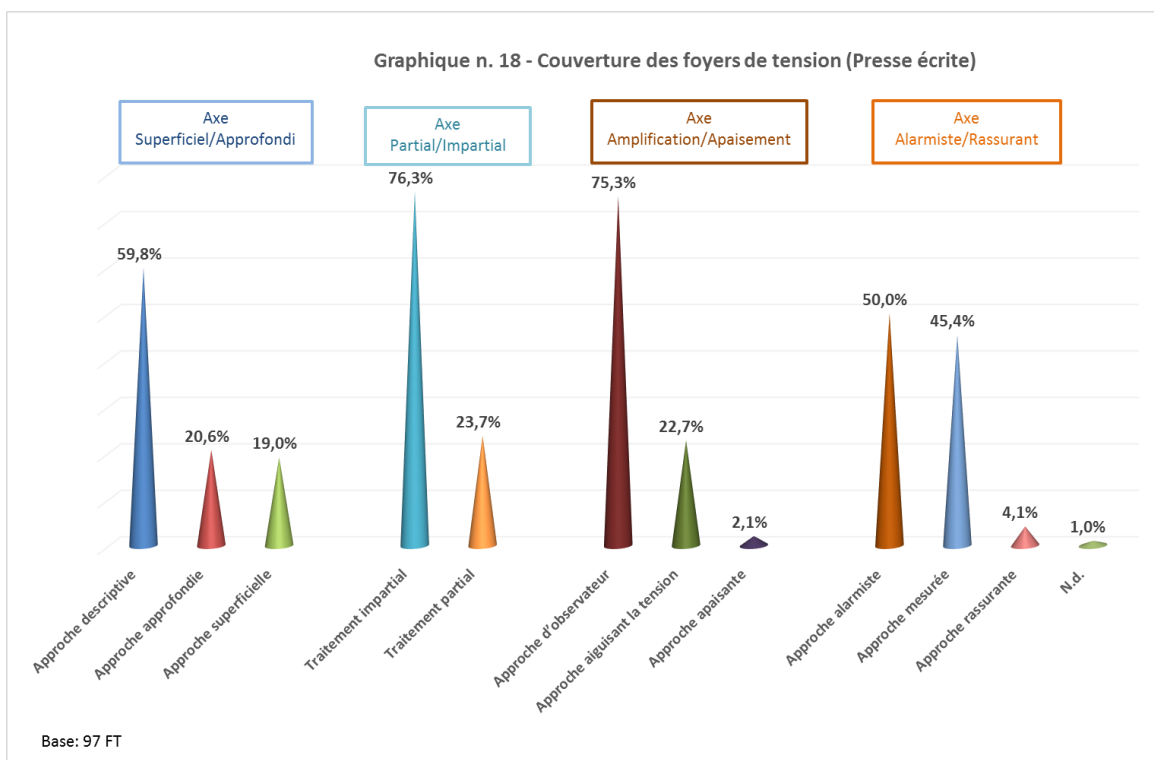 Graphique n. 18 - Couverture des foyers de tension (Presse écrite)
Axe
Superficiel/Approfondi
Axe
Partial/Impartial
Axe
Amplification/Apaisement
Axe
Alarmiste/Rassurant
59,8%
20,6%
19,0%
76,3%
23,7%
75,3%
22,7%
2,1%
50,0%
45,4%
4,1%
1,0%
Approche descriptive
Approche approfondie
Approche superficielle
Traitement impartial
Traitement partial
Approche d'observateur
Approche aiguisant la tension
Approche apaisante
Approche alarmiste
Approche mesurée
Approche rassurante
N.d.
Base: 97 FT